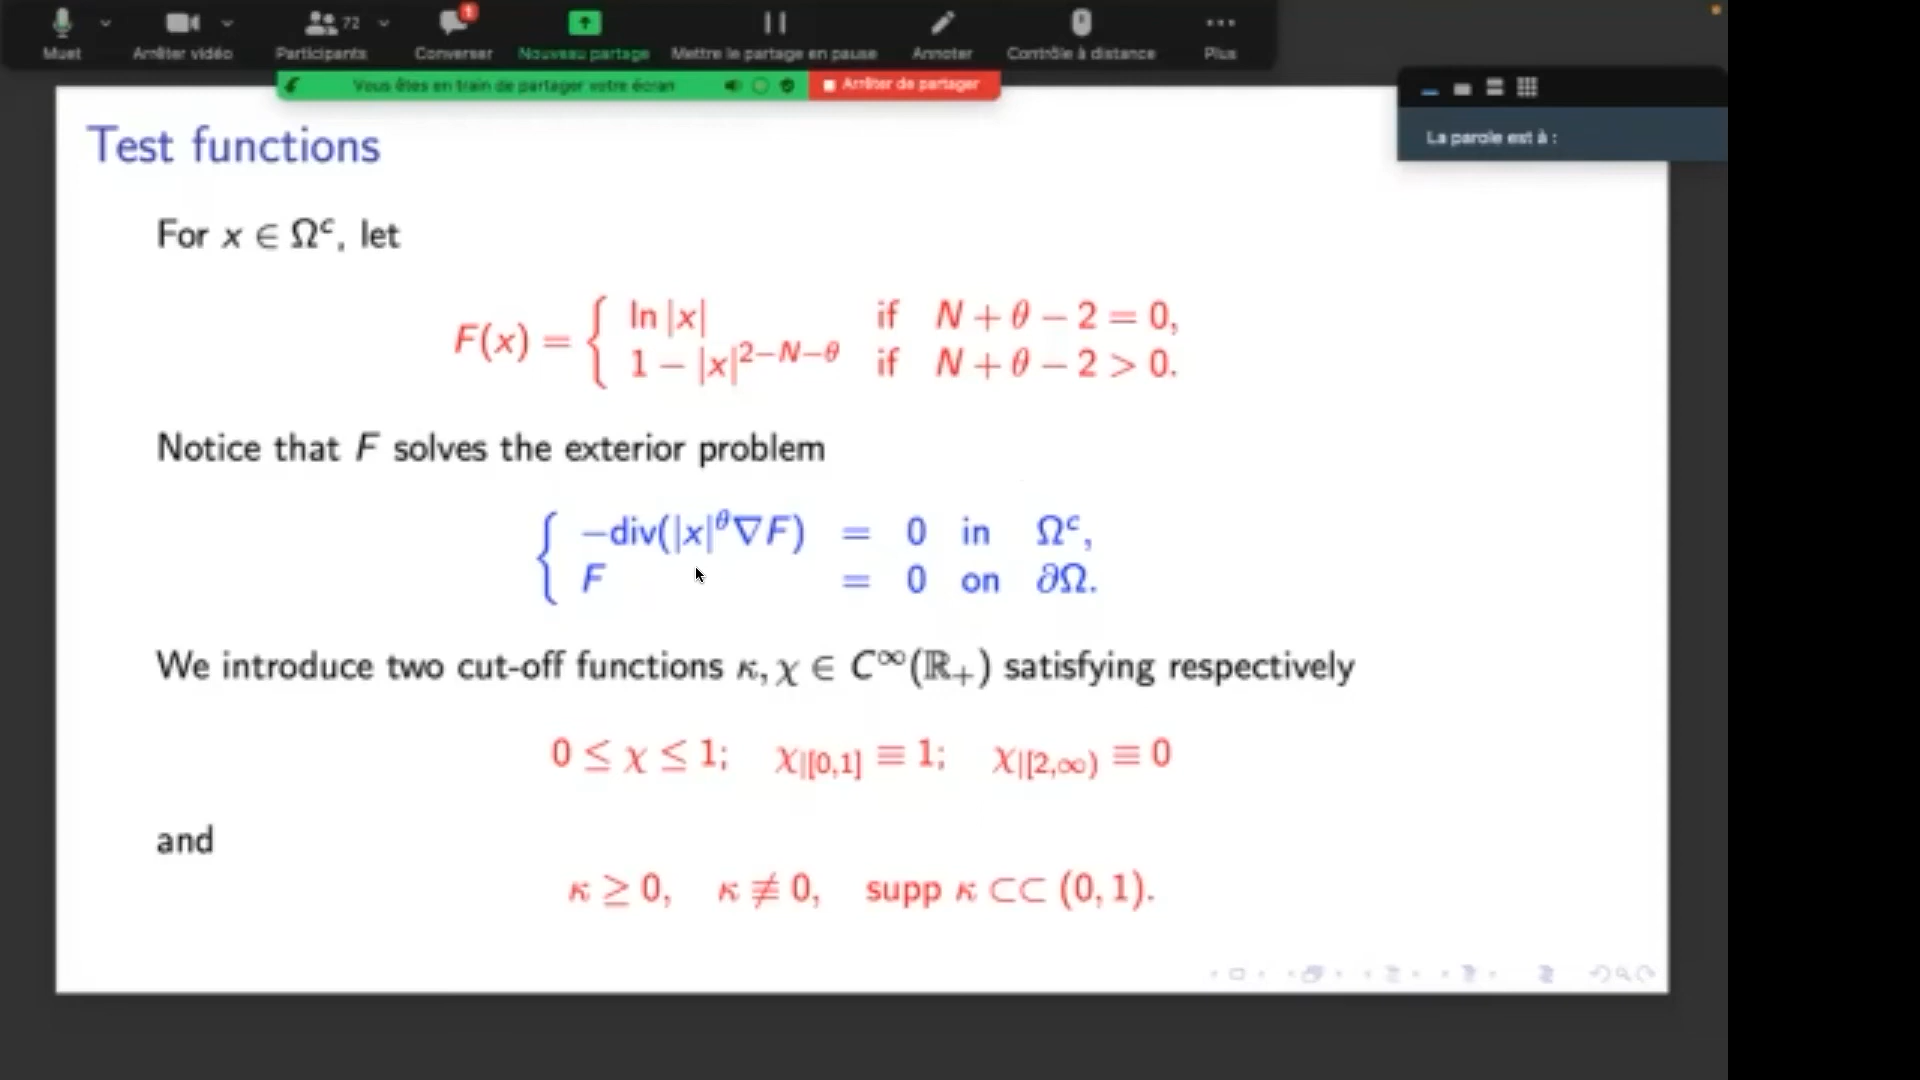 Muet
Arrêter vidéo
72
Participants
1
Converser
Nouveau partage
Mettre le partage en pause
Annoter
Contrôle à distance
Plus
Vous êtes en train de partager votre écran
Arrêter de partager
La parole est à :
Test functions
For x ∈ Ωᶜ, let
F(x) = { ln |x| if N + θ − 2 = 0,
1 − |x|^{2−N−θ} if N + θ − 2 > 0.
Notice that F solves the exterior problem
{ −div(|x|^θ ∇F) = 0 in Ωᶜ,
F = 0 on ∂Ω.
We introduce two cut-off functions κ, χ ∈ C^∞(ℝ₊) satisfying respectively
0 ≤ χ ≤ 1; χ_{|[0,1]} ≡ 1; χ_{|[2,∞)} ≡ 0
and
κ ≥ 0, κ ≢ 0, supp κ ⊂⊂ (0, 1).